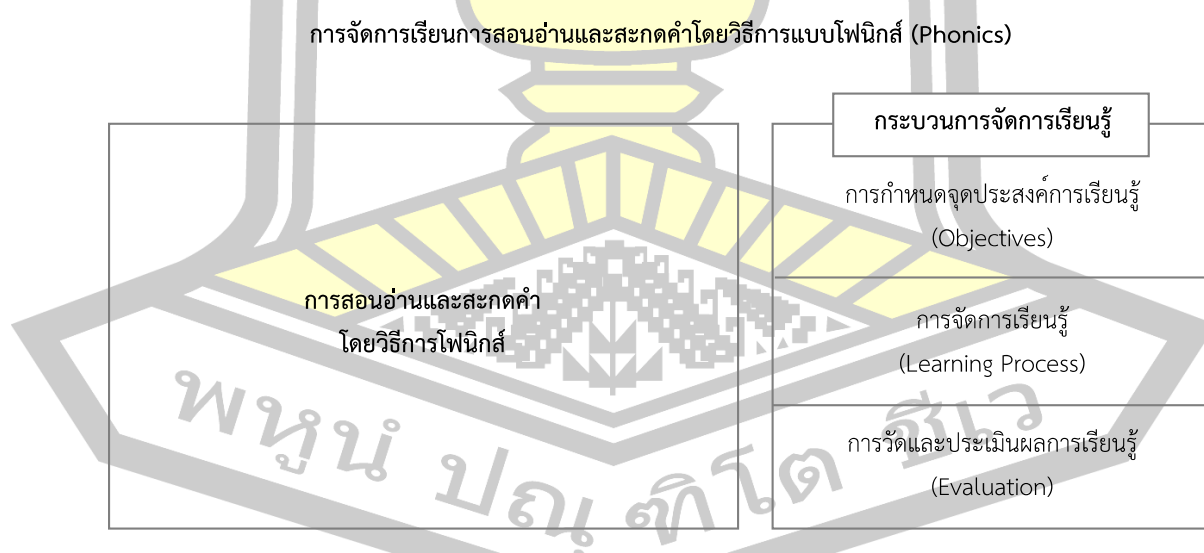 การจัดการเรียนการสอนอ่านและสะกดคำโดยวิธีการแบบโฟนิกส์ (Phonics)
การสอนอ่านและสะกดคำ
โดยวิธีการโฟนิกส์
กระบวนการจัดการเรียนรู้
การกำหนดจุดประสงค์การเรียนรู้
(Objectives)
การจัดการเรียนรู้
(Learning Process)
การวัดและประเมินผลการเรียนรู้
(Evaluation)
พหูนํ ปณฺฑิโต ชีเว